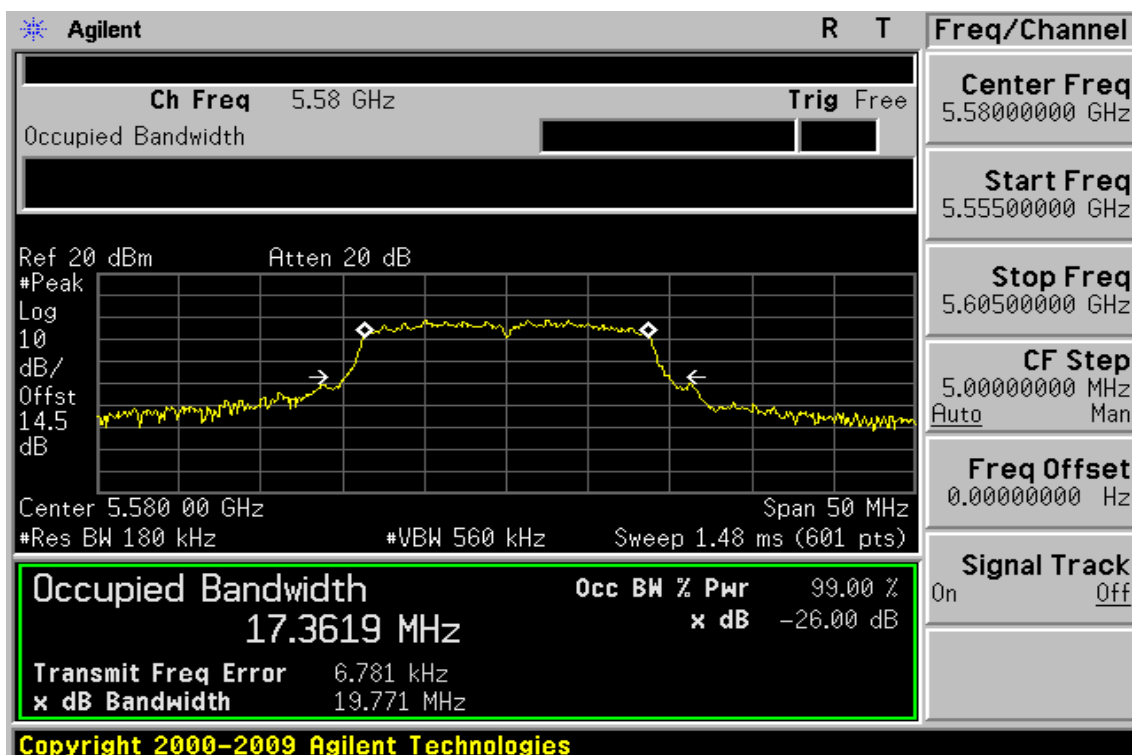 Agilent R T
Ch Freq 5.58 GHz Trig Free
Occupied Bandwidth
Ref 20 dBm Atten 20 dB
#Peak
Log
10
dB/
Offst
14.5
dB
Center 5.580 00 GHz Span 50 MHz
#Res BW 180 kHz #VBW 560 kHz Sweep 1.48 ms (601 pts)
Occupied Bandwidth
17.3619 MHz
Occ BW % Pwr 99.00 %
x dB -26.00 dB
Transmit Freq Error 6.781 kHz
x dB Bandwidth 19.771 MHz
Copyright 2000-2009 Agilent Technologies
Freq/Channel
Center Freq
5.58000000 GHz
Start Freq
5.55500000 GHz
Stop Freq
5.60500000 GHz
CF Step
5.00000000 MHz
Auto Man
Freq Offset
0.00000000 Hz
Signal Track
On Off